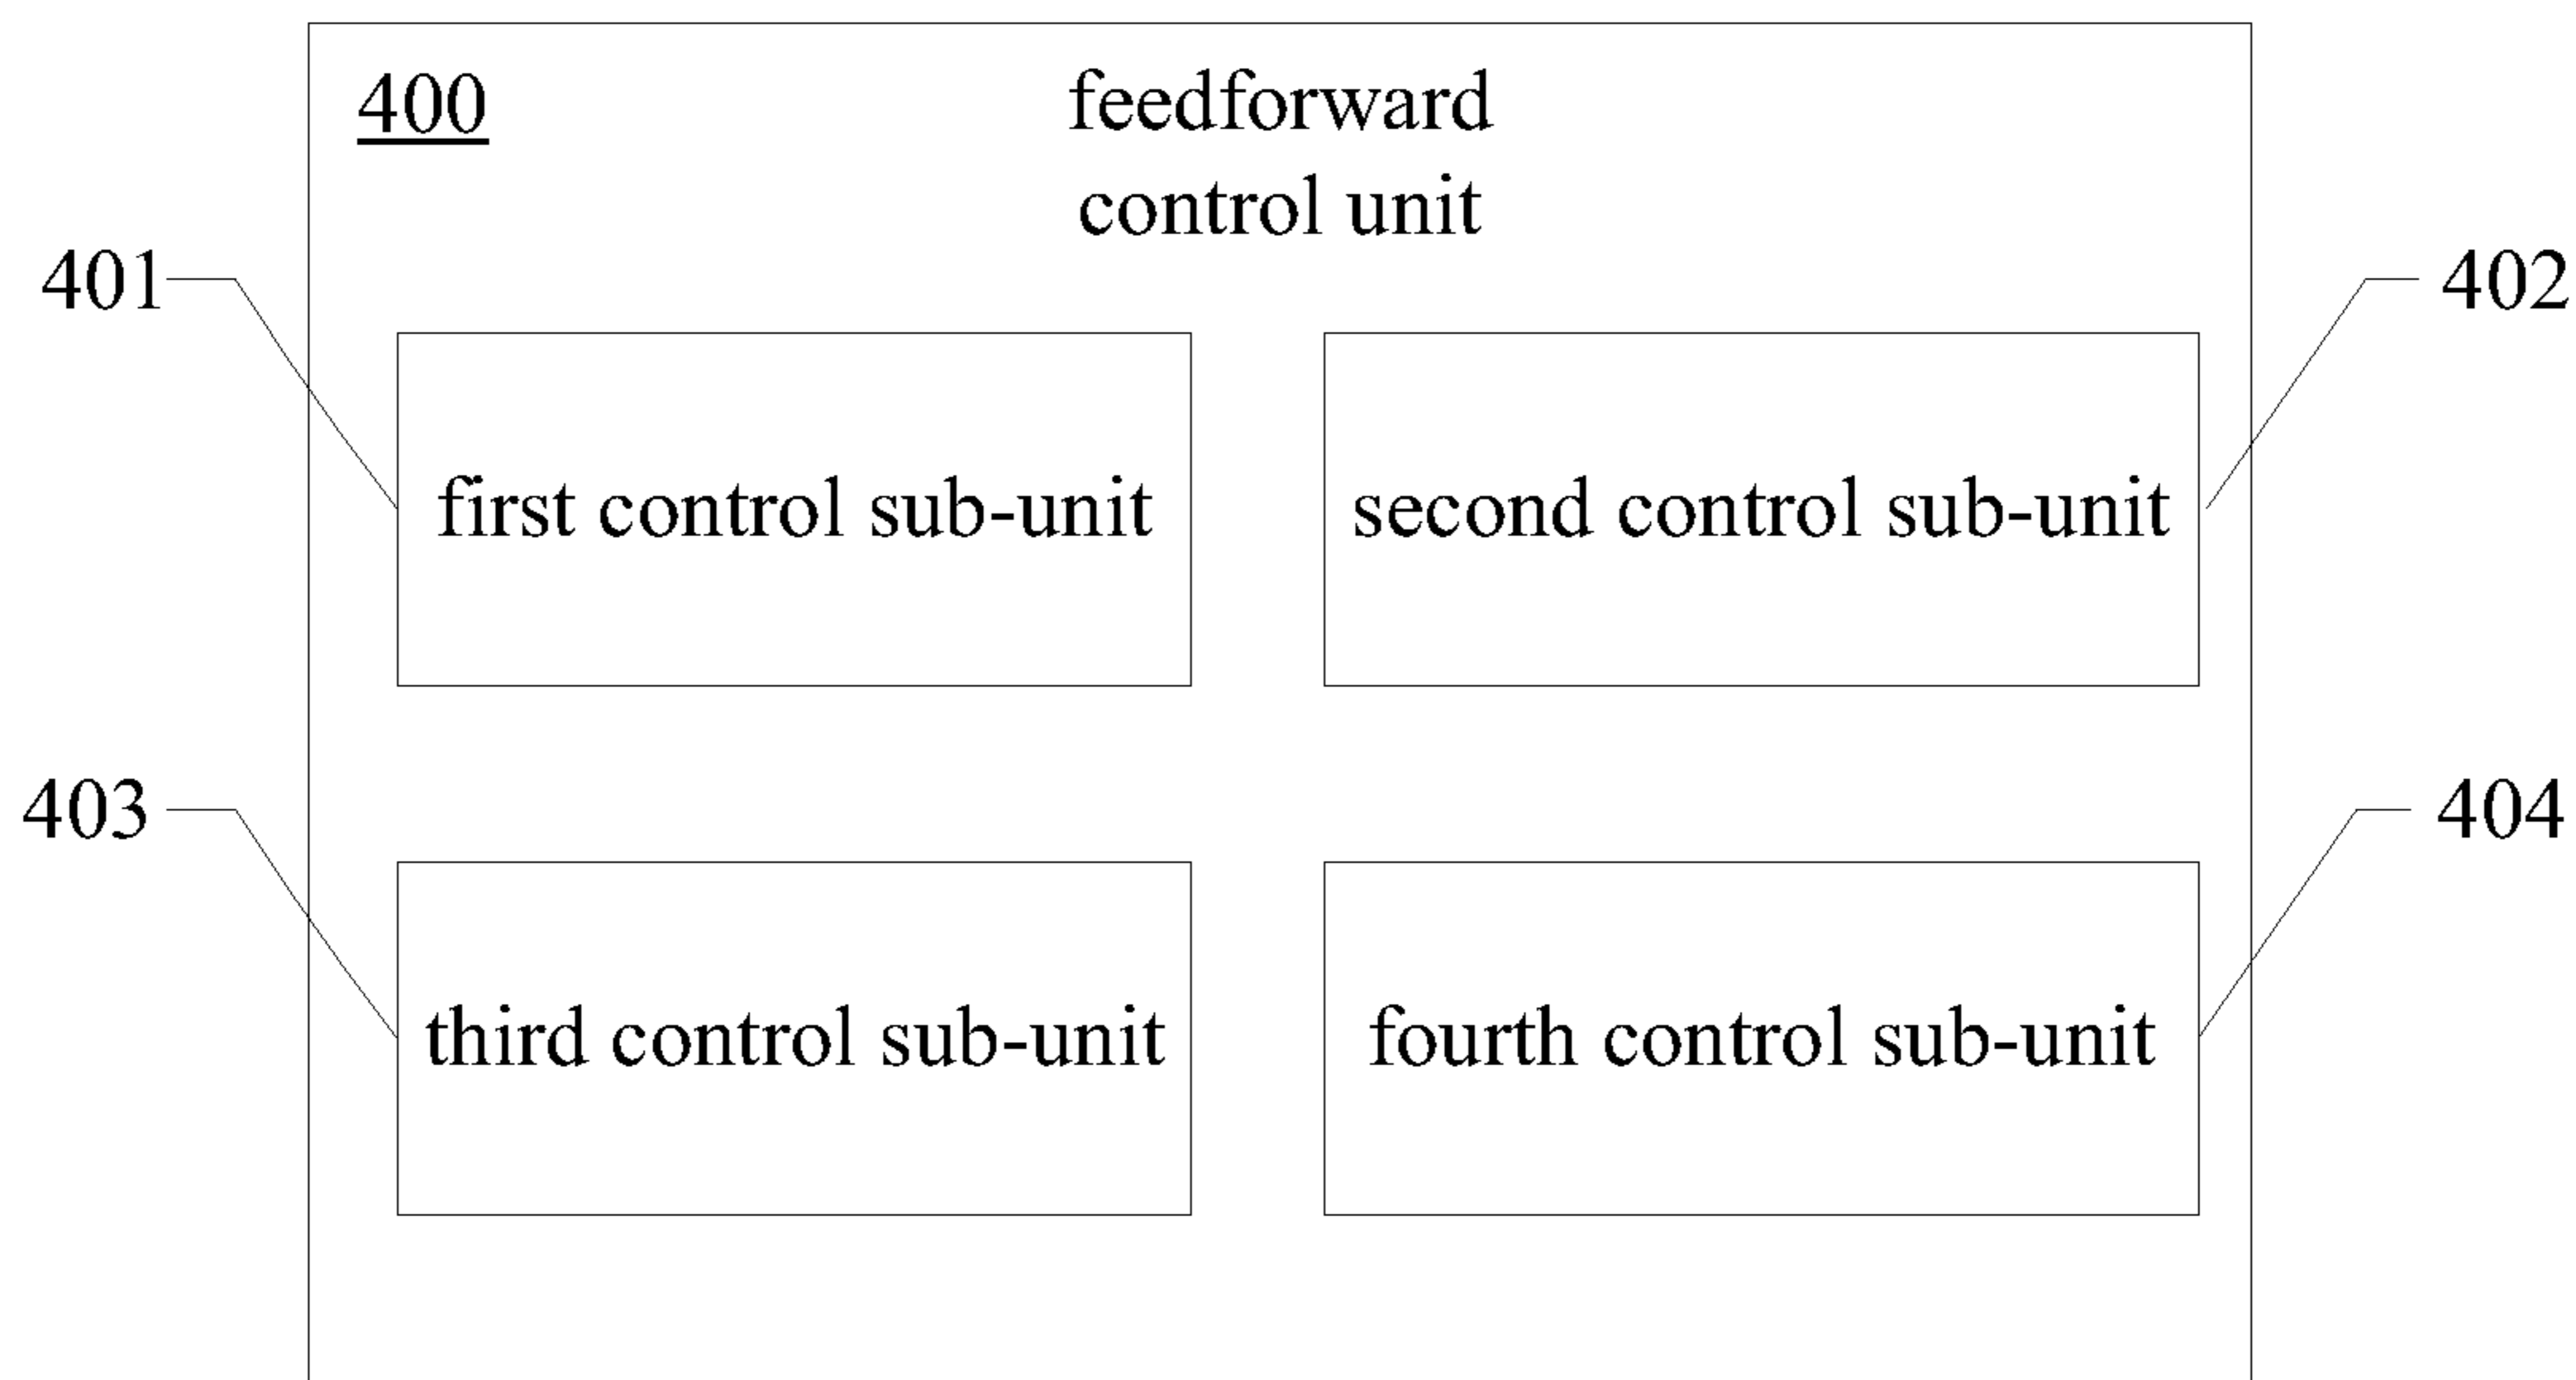 400
feedforward
control unit
401
402
first control sub-unit
second control sub-unit
403
404
third control sub-unit
fourth control sub-unit